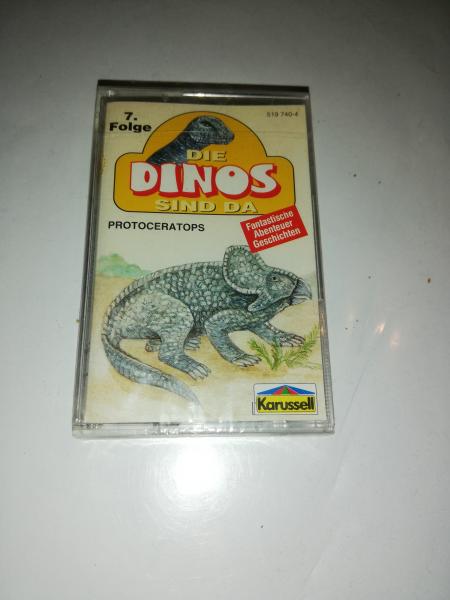 7.
Folge
519 740-4
DIE
DINOS
SIND DA
PROTOCERATOPS
Fantastische
Abenteuer
Geschichten
Karussell